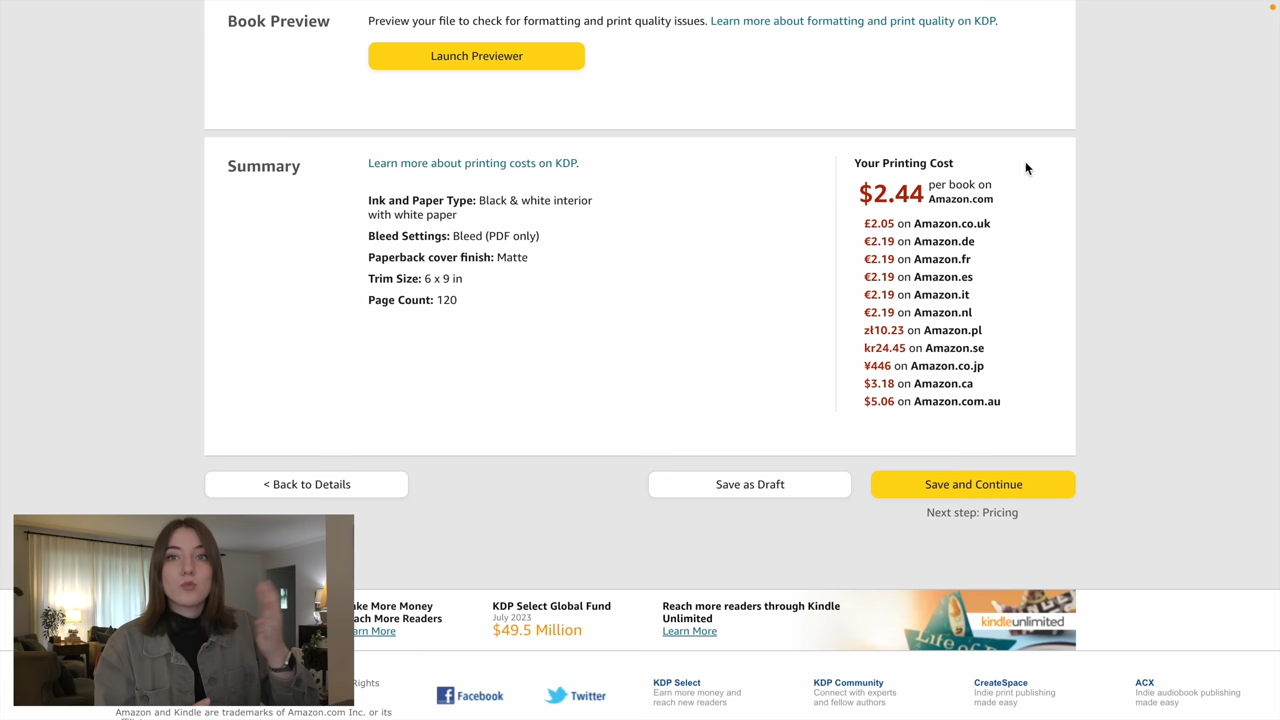 Book Preview
Preview your file to check for formatting and print quality issues. Learn more about formatting and print quality on KDP.
Launch Previewer
Summary
Learn more about printing costs on KDP.
Ink and Paper Type: Black & white interior
with white paper
Bleed Settings: Bleed (PDF only)
Paperback cover finish: Matte
Trim Size: 6 x 9 in
Page Count: 120
Your Printing Cost
$2.44 per book on
Amazon.com
£2.05 on Amazon.co.uk
€2.19 on Amazon.de
€2.19 on Amazon.fr
€2.19 on Amazon.es
€2.19 on Amazon.it
€2.19 on Amazon.nl
zł10.23 on Amazon.pl
kr24.45 on Amazon.se
¥446 on Amazon.co.jp
$3.18 on Amazon.ca
$5.06 on Amazon.com.au
< Back to Details
Save as Draft
Save and Continue
Next step: Pricing
ake More Money
ach More Readers
arn More
KDP Select Global Fund
July 2023
$49.5 Million
Reach more readers through Kindle
Unlimited
Learn More
kindleunlimited
Rights
Facebook
Twitter
KDP Select
Earn more money and
reach new readers
KDP Community
Connect with experts
and fellow authors
CreateSpace
Indie print publishing
made easy
ACX
Indie audiobook publishing
made easy
Amazon and Kindle are trademarks of Amazon.com Inc. or its